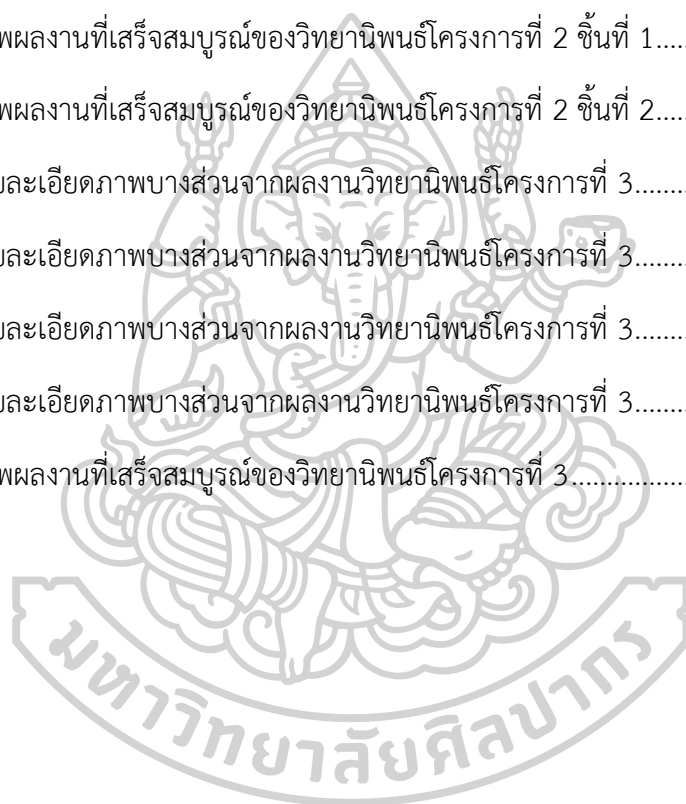 พผลงานที่เสร็จสมบูรณ์ของวิทยานิพนธ์โครงการที่ 2 ชิ้นที่ 1.....
พผลงานที่เสร็จสมบูรณ์ของวิทยานิพนธ์โครงการที่ 2 ชิ้นที่ 2.....
ยละเอียดภาพบางส่วนจากผลงานวิทยานิพนธ์โครงการที่ 3........
ยละเอียดภาพบางส่วนจากผลงานวิทยานิพนธ์โครงการที่ 3........
ยละเอียดภาพบางส่วนจากผลงานวิทยานิพนธ์โครงการที่ 3........
ยละเอียดภาพบางส่วนจากผลงานวิทยานิพนธ์โครงการที่ 3........
พผลงานที่เสร็จสมบูรณ์ของวิทยานิพนธ์โครงการที่ 3.................
มหาวิทยาลัยศิลปากร